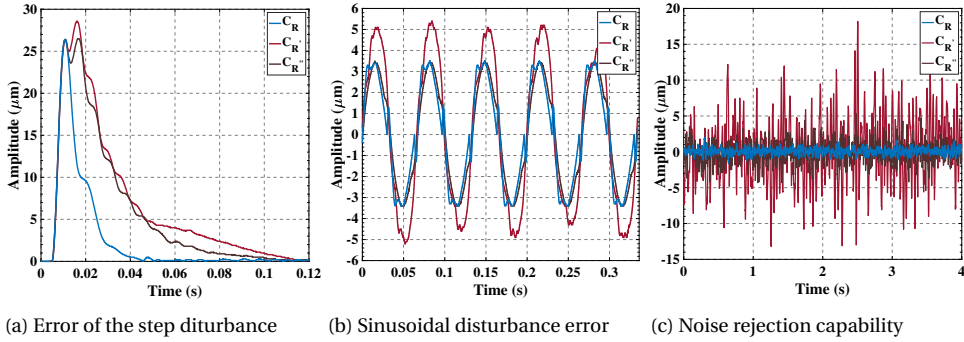 30
25
20
15
10
5
0
Amplitude (μm)
0 0.02 0.04 0.06 0.08 0.1 0.12
Time (s)
C_R
C_R'
C_R''
(a) Error of the step diturbance
6
5
4
3
2
1
0
-1
-2
-3
-4
-5
-6
Amplitude (μm)
0 0.05 0.1 0.15 0.2 0.25 0.3
Time (s)
C_R
C_R'
C_R''
(b) Sinusoidal disturbance error
20
15
10
5
0
-5
-10
-15
Amplitude (μm)
0 1 2 3 4
Time (s)
C_R
C_R'
C_R''
(c) Noise rejection capability